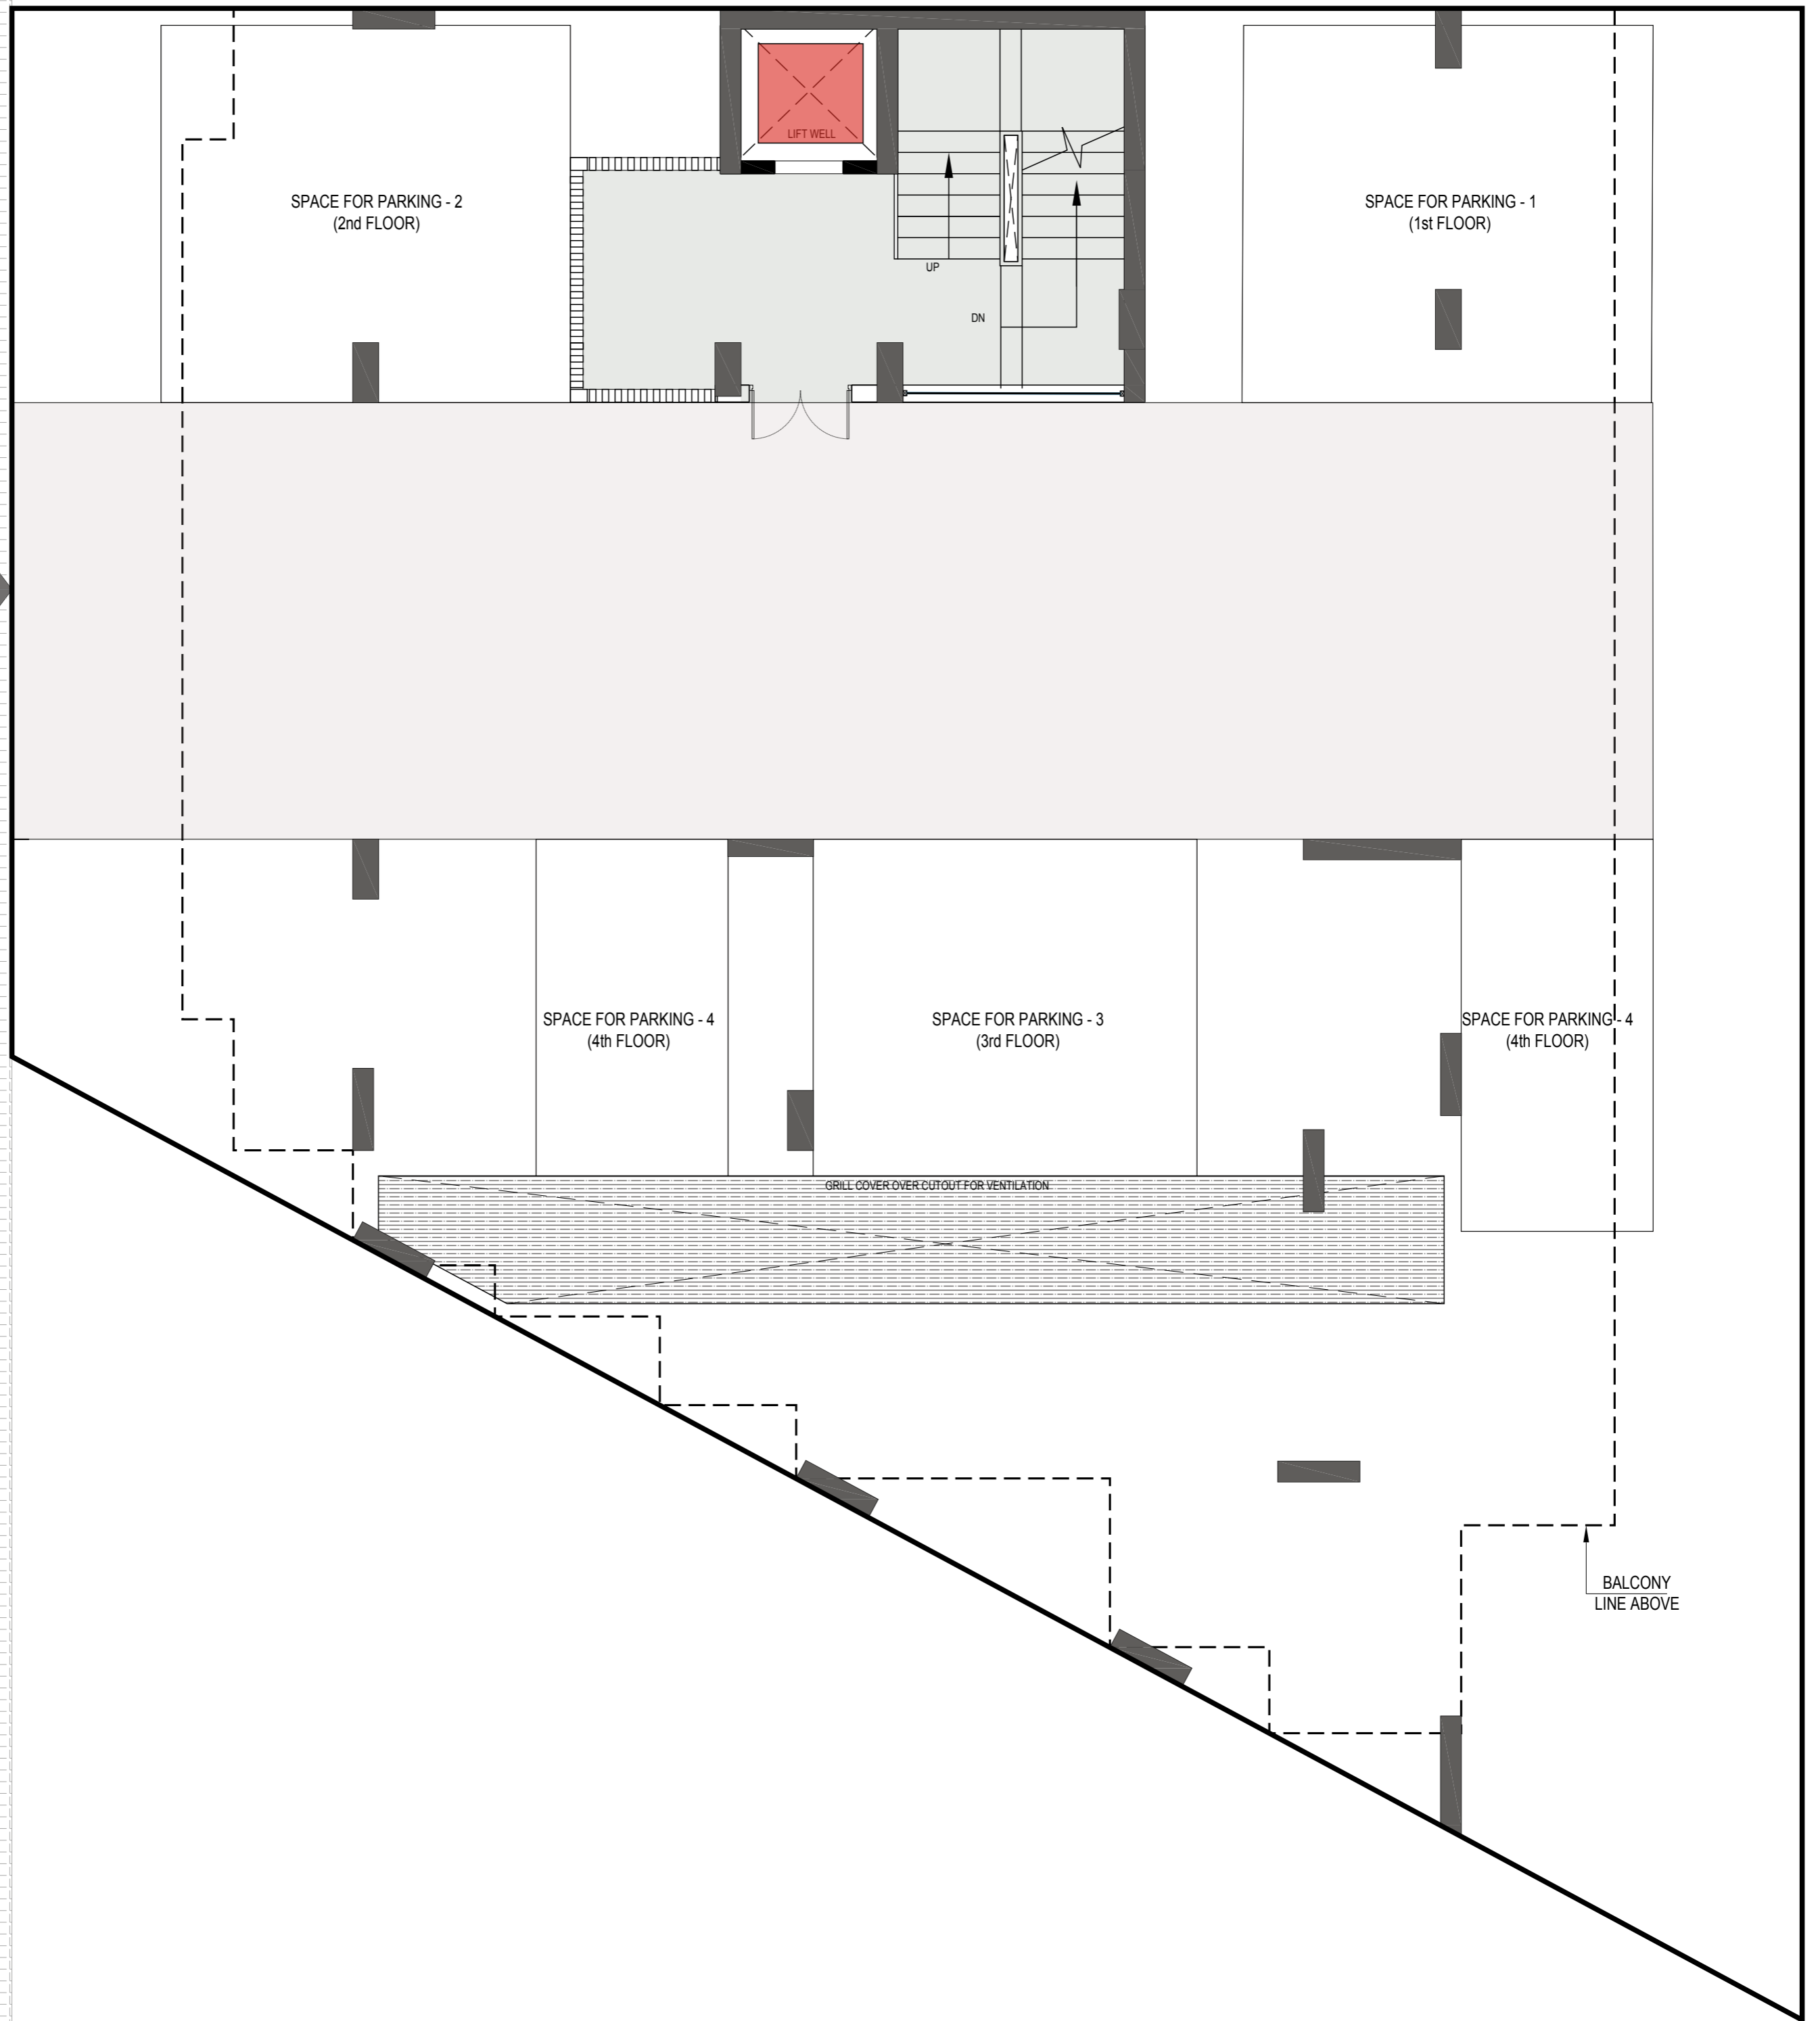 LIFT WELL
SPACE FOR PARKING - 2
(2nd FLOOR)
SPACE FOR PARKING - 1
(1st FLOOR)
UP
DN
SPACE FOR PARKING - 4
(4th FLOOR)
SPACE FOR PARKING - 3
(3rd FLOOR)
SPACE FOR PARKING - 4
(4th FLOOR)
GRILL COVER OVER CUTOUT FOR VENTILATION
BALCONY
LINE ABOVE